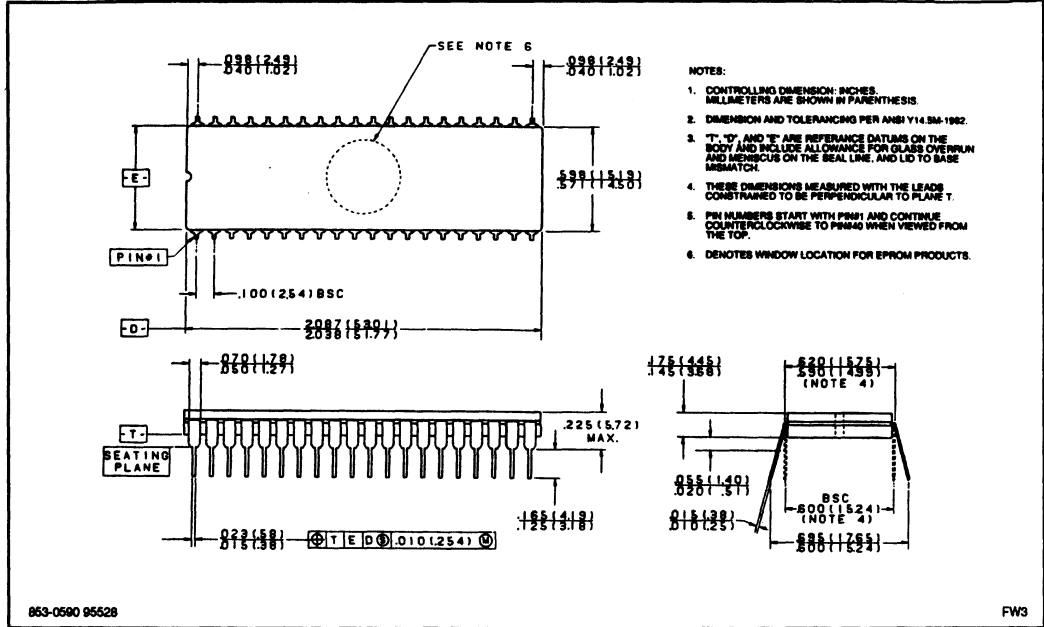 SEE NOTE 6
.098(2.49)
.040(1.02)
.098(2.49)
.040(1.02)
-E-
.598(15.19)
.571(14.50)
PIN#1
.100(2.54)BSC
-D-
2.087(53.01)
2.038(51.77)
NOTES:
1. CONTROLLING DIMENSION: INCHES.
MILLIMETERS ARE SHOWN IN PARENTHESIS.
2. DIMENSION AND TOLERANCING PER ANSI Y14.5M-1982.
3. "T", "D", AND "E" ARE REFERANCE DATUMS ON THE
BODY AND INCLUDE ALLOWANCE FOR GLASS OVERRUN
AND MENISCUS ON THE SEAL LINE, AND LID TO BASE
MISMATCH.
4. THESE DIMENSIONS MEASURED WITH THE LEADS
CONSTRAINED TO BE PERPENDICULAR TO PLANE T.
5. PIN NUMBERS START WITH PIN#1 AND CONTINUE
COUNTERCLOCKWISE TO PIN#40 WHEN VIEWED FROM
THE TOP.
6. DENOTES WINDOW LOCATION FOR EPROM PRODUCTS.
.070(1.78)
.050(1.27)
-T-
SEATING
PLANE
.225(5.72)
MAX.
.165(4.19)
.125(3.18)
.023(.58)
.015(.38)
T E D Ⓢ .010(.254) Ⓜ
.175(4.45)
.145(3.68)
.620(15.75)
.590(14.99)
(NOTE 4)
.055(1.40)
.020(.51)
BSC
.600(15.24)
(NOTE 4)
.015(.38)
.010(.25)
.695(17.65)
.600(15.24)
853-0590 95528
FW3